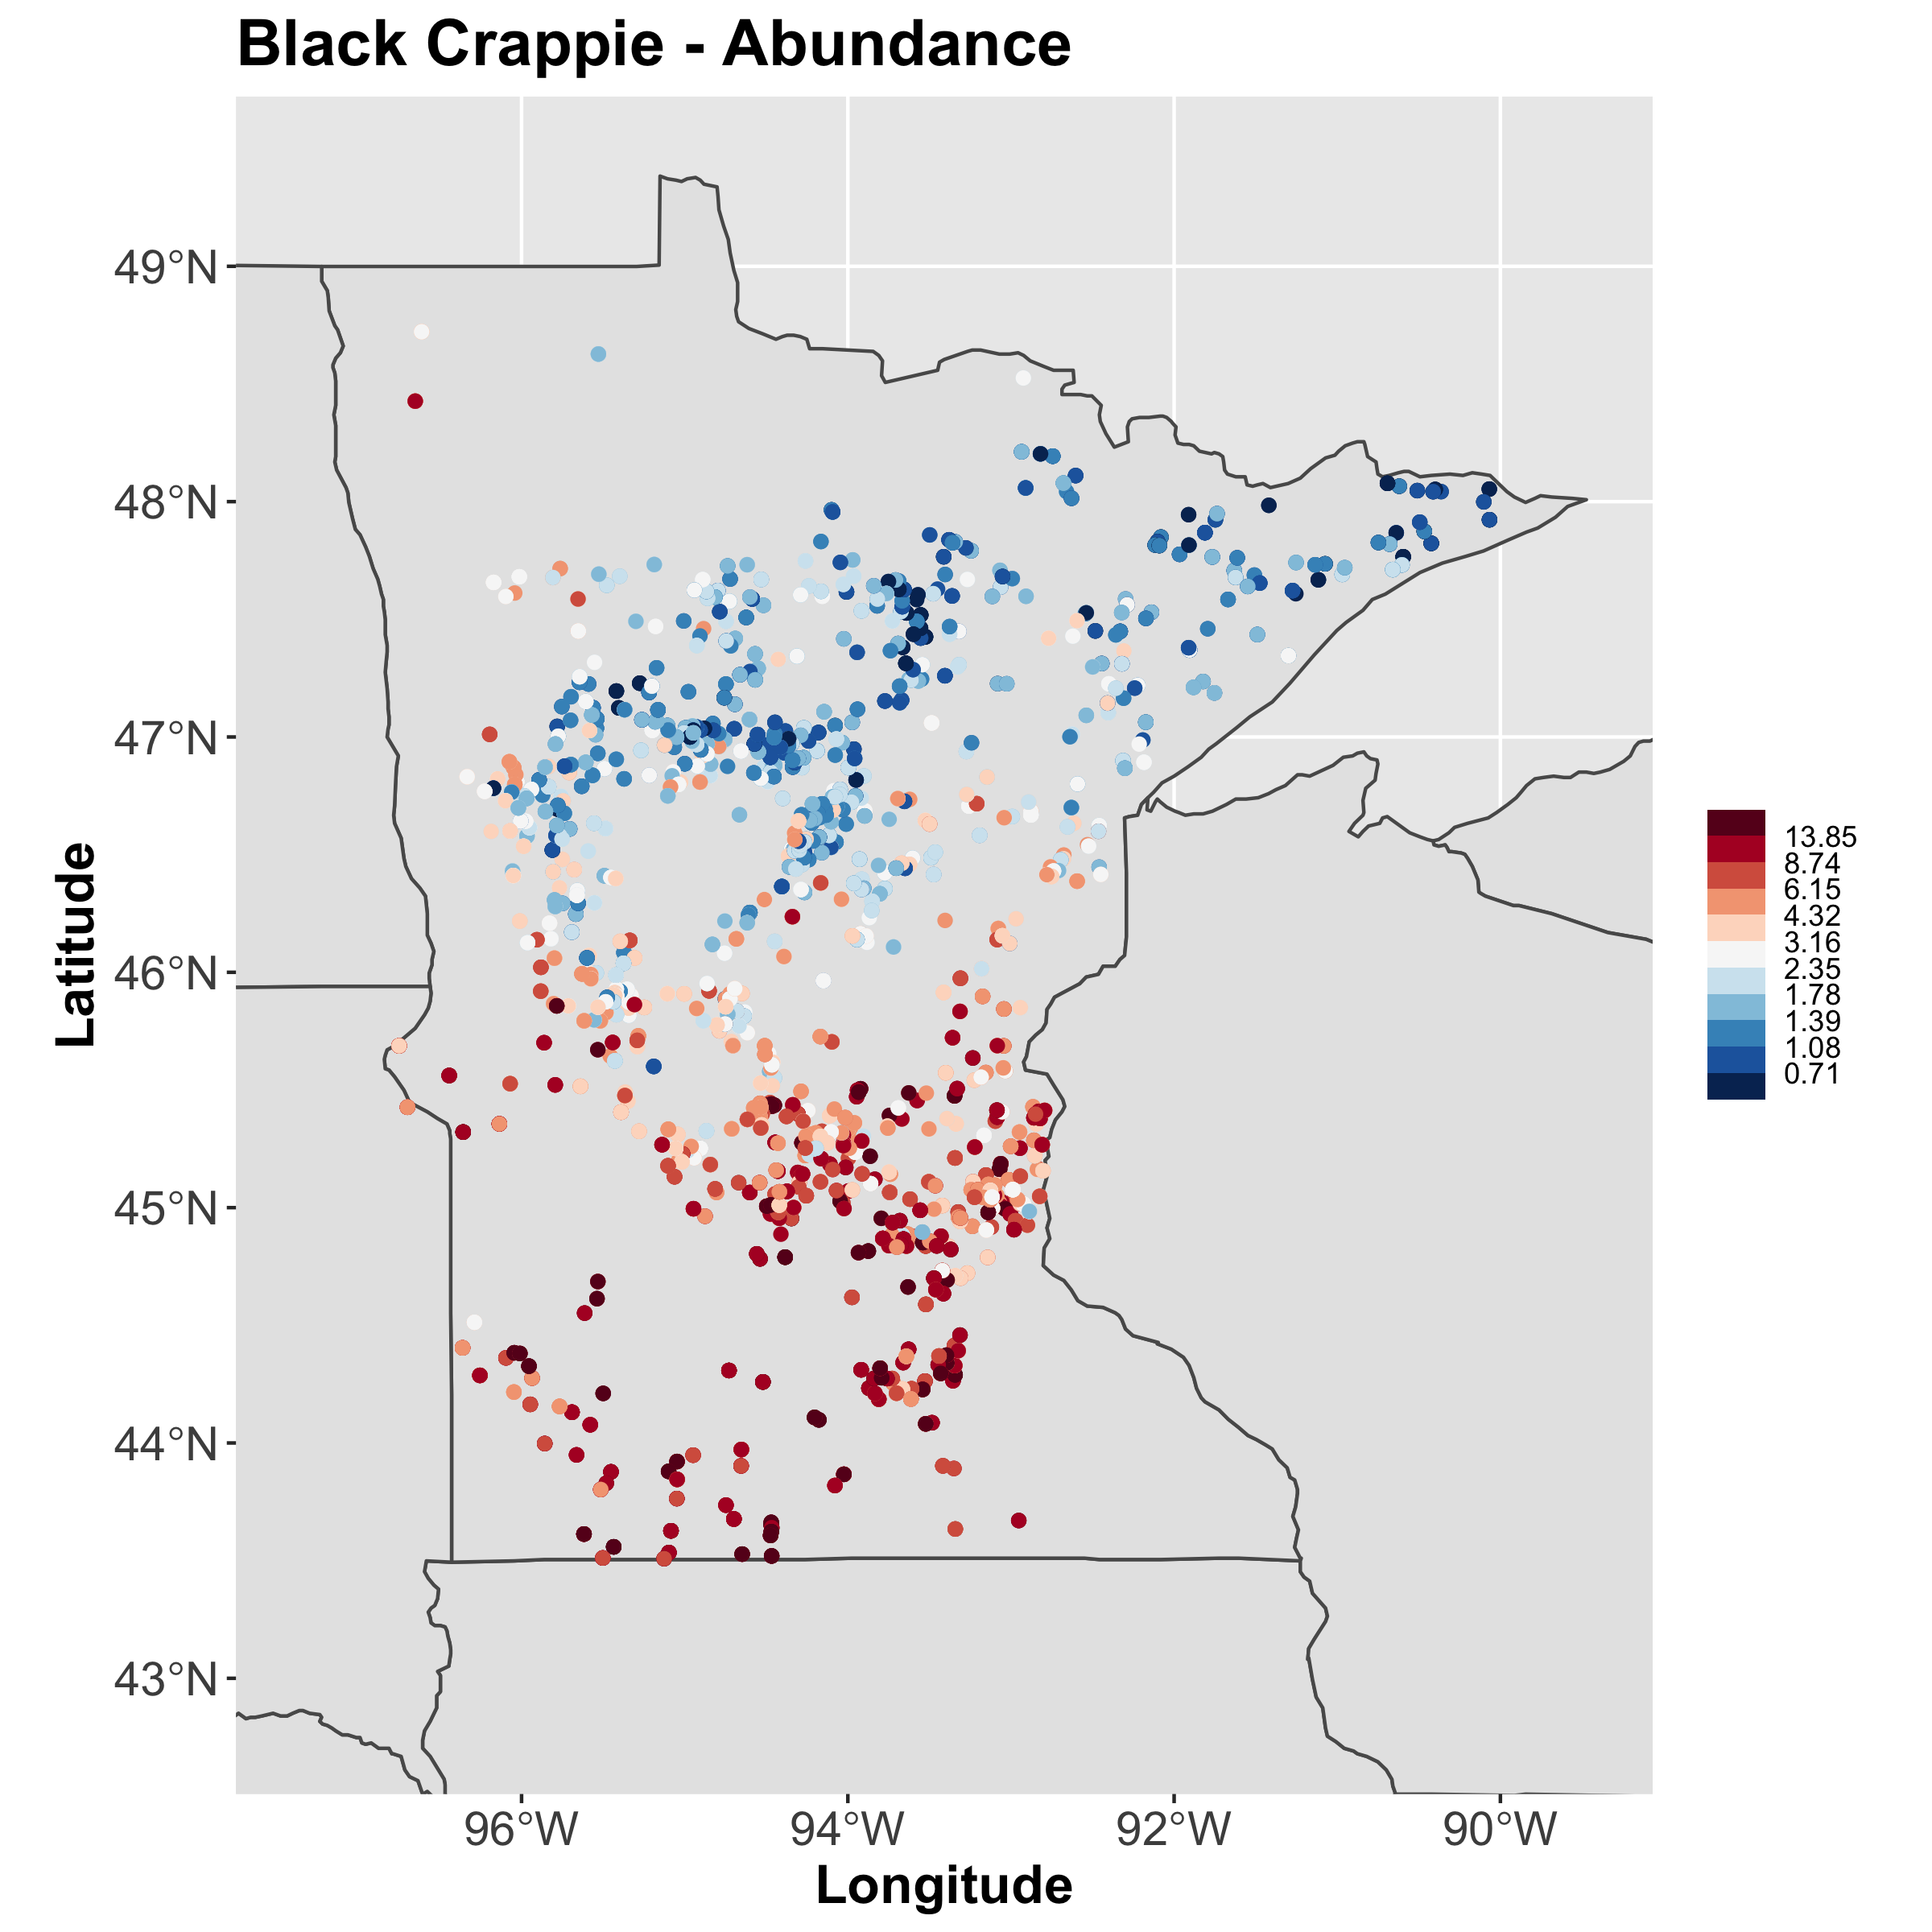 Black Crappie - Abundance
49°N
48°N
47°N
46°N
45°N
44°N
43°N
Latitude
96°W
94°W
92°W
90°W
Longitude
13.85
8.74
6.15
4.32
3.16
2.35
1.78
1.39
1.08
0.71